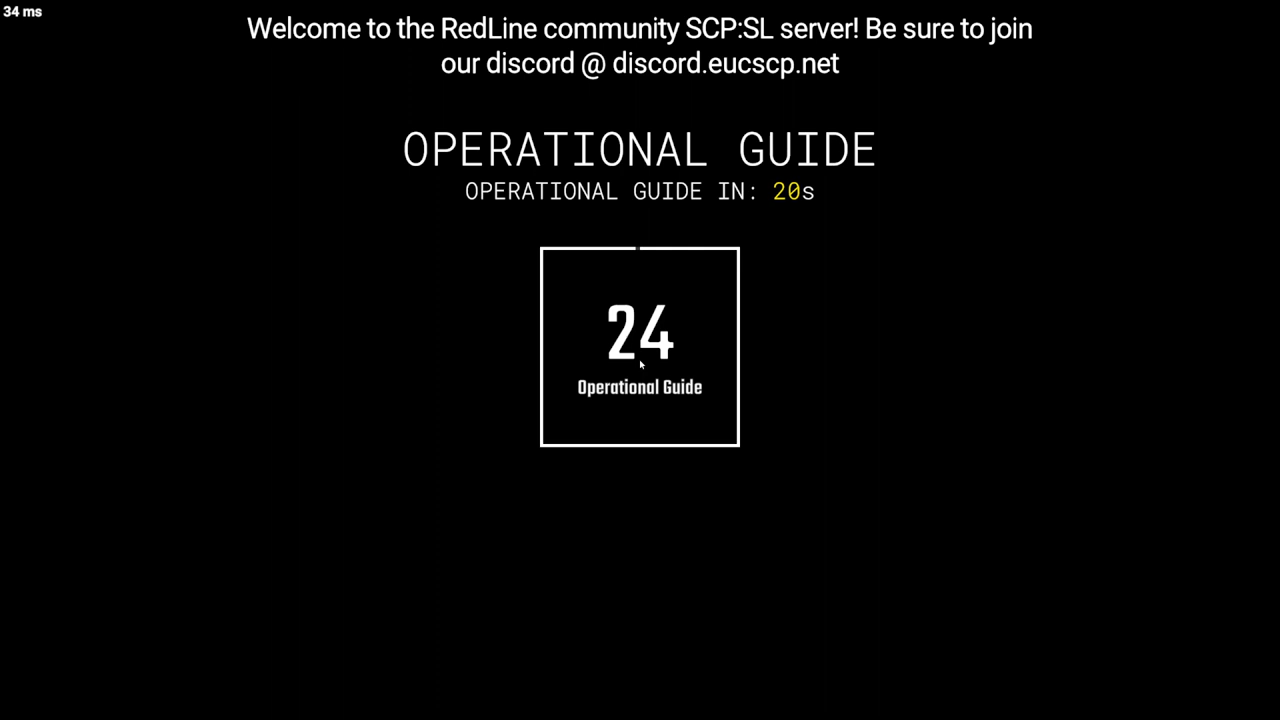 34 ms
Welcome to the RedLine community SCP:SL server! Be sure to join
our discord @ discord.eucscp.net
OPERATIONAL GUIDE
OPERATIONAL GUIDE IN: 20s
24
Operational Guide